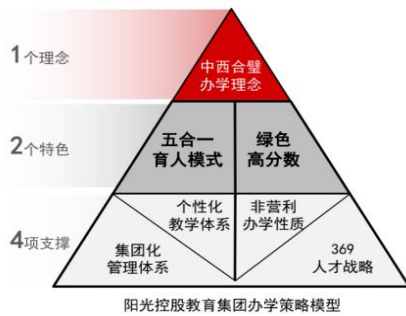 1个理念
中西合璧
办学理念
2个特色
五合一
育人模式
绿色
高分数
4项支撑
个性化
教学体系
非营利
办学性质
集团化
管理体系
369
人才战略
阳光控股教育集团办学策略模型